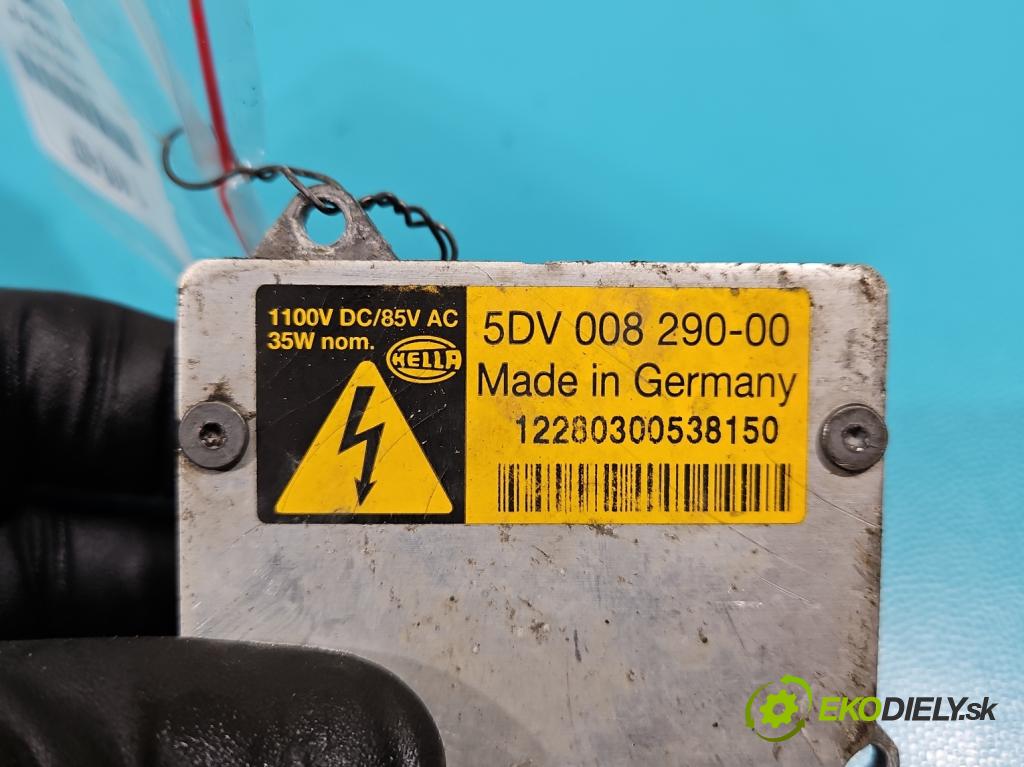 1100V DC/85V AC
35W nom.
HELLA
5DV 008 290-00
Made in Germany
12280300538150
EKODIELY.sk